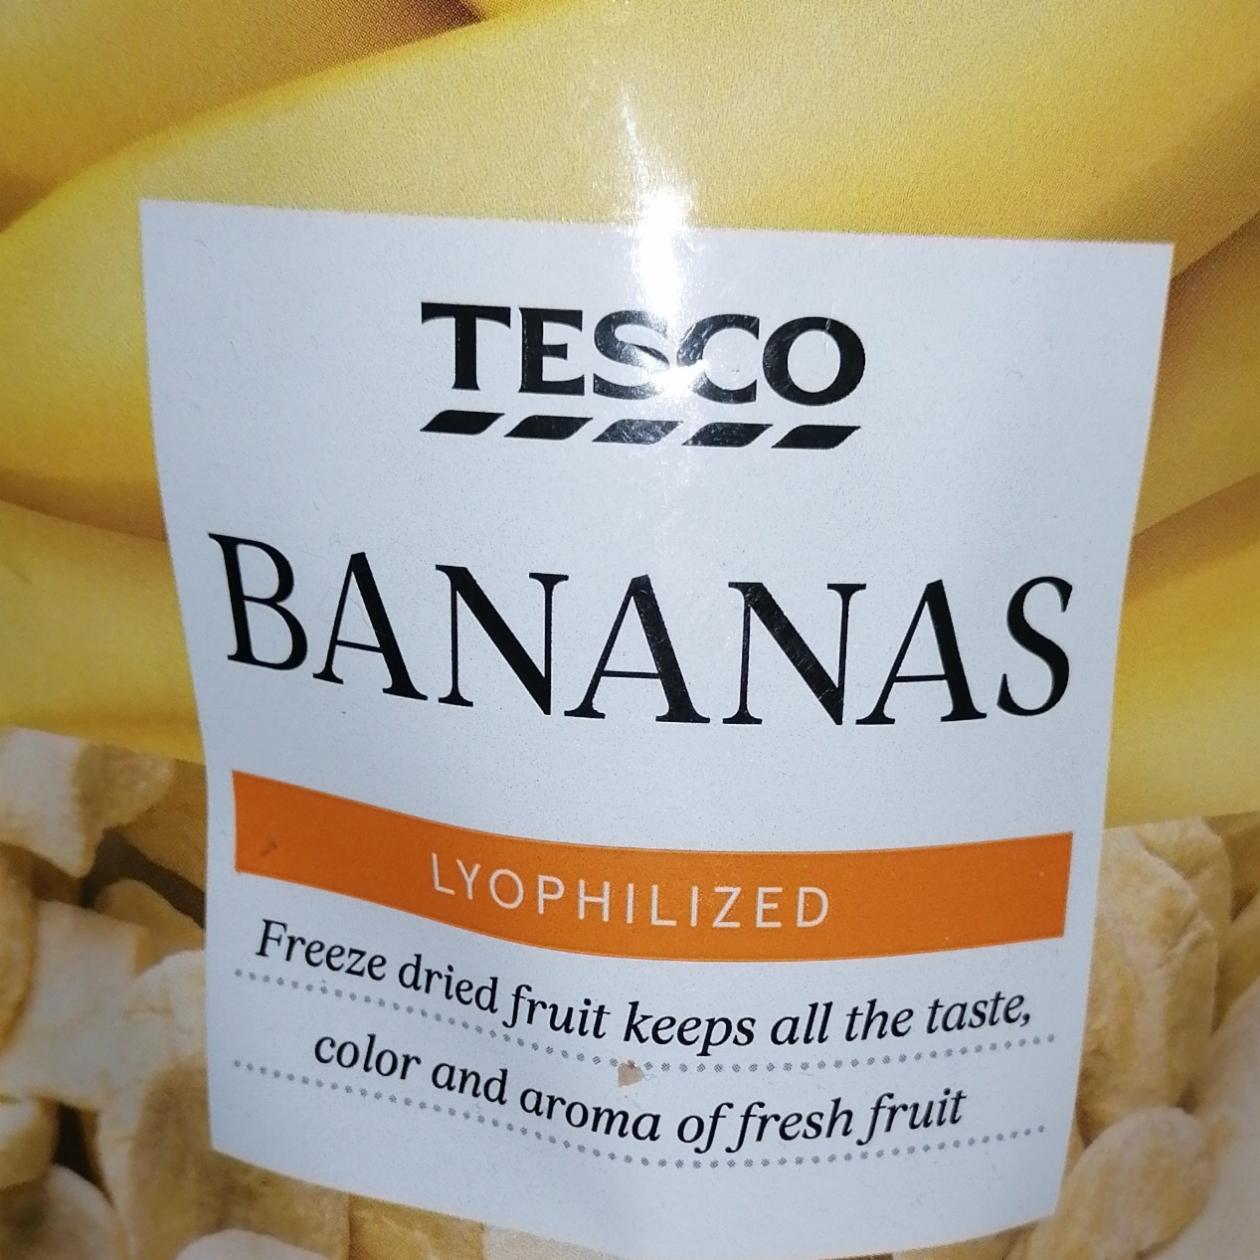 TESCO
BANANAS
LYOPHILIZED
Freeze dried fruit keeps all the taste,
color and aroma of fresh fruit